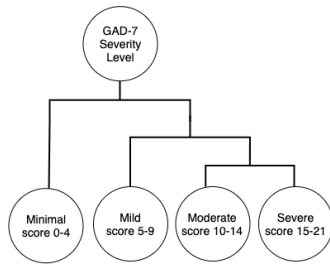 GAD-7
Severity
Level
Minimal
score 0-4
Mild
score 5-9
Moderate
score 10-14
Severe
score 15-21